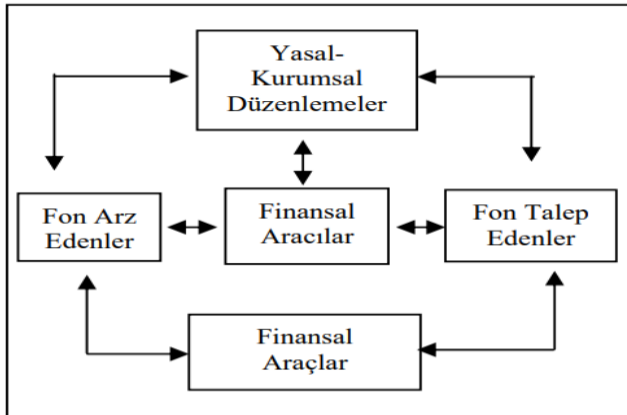 Yasal-
Kurumsal
Düzenlemeler
Fon Arz
Edenler
Finansal
Aracılar
Fon Talep
Edenler
Finansal
Araçlar